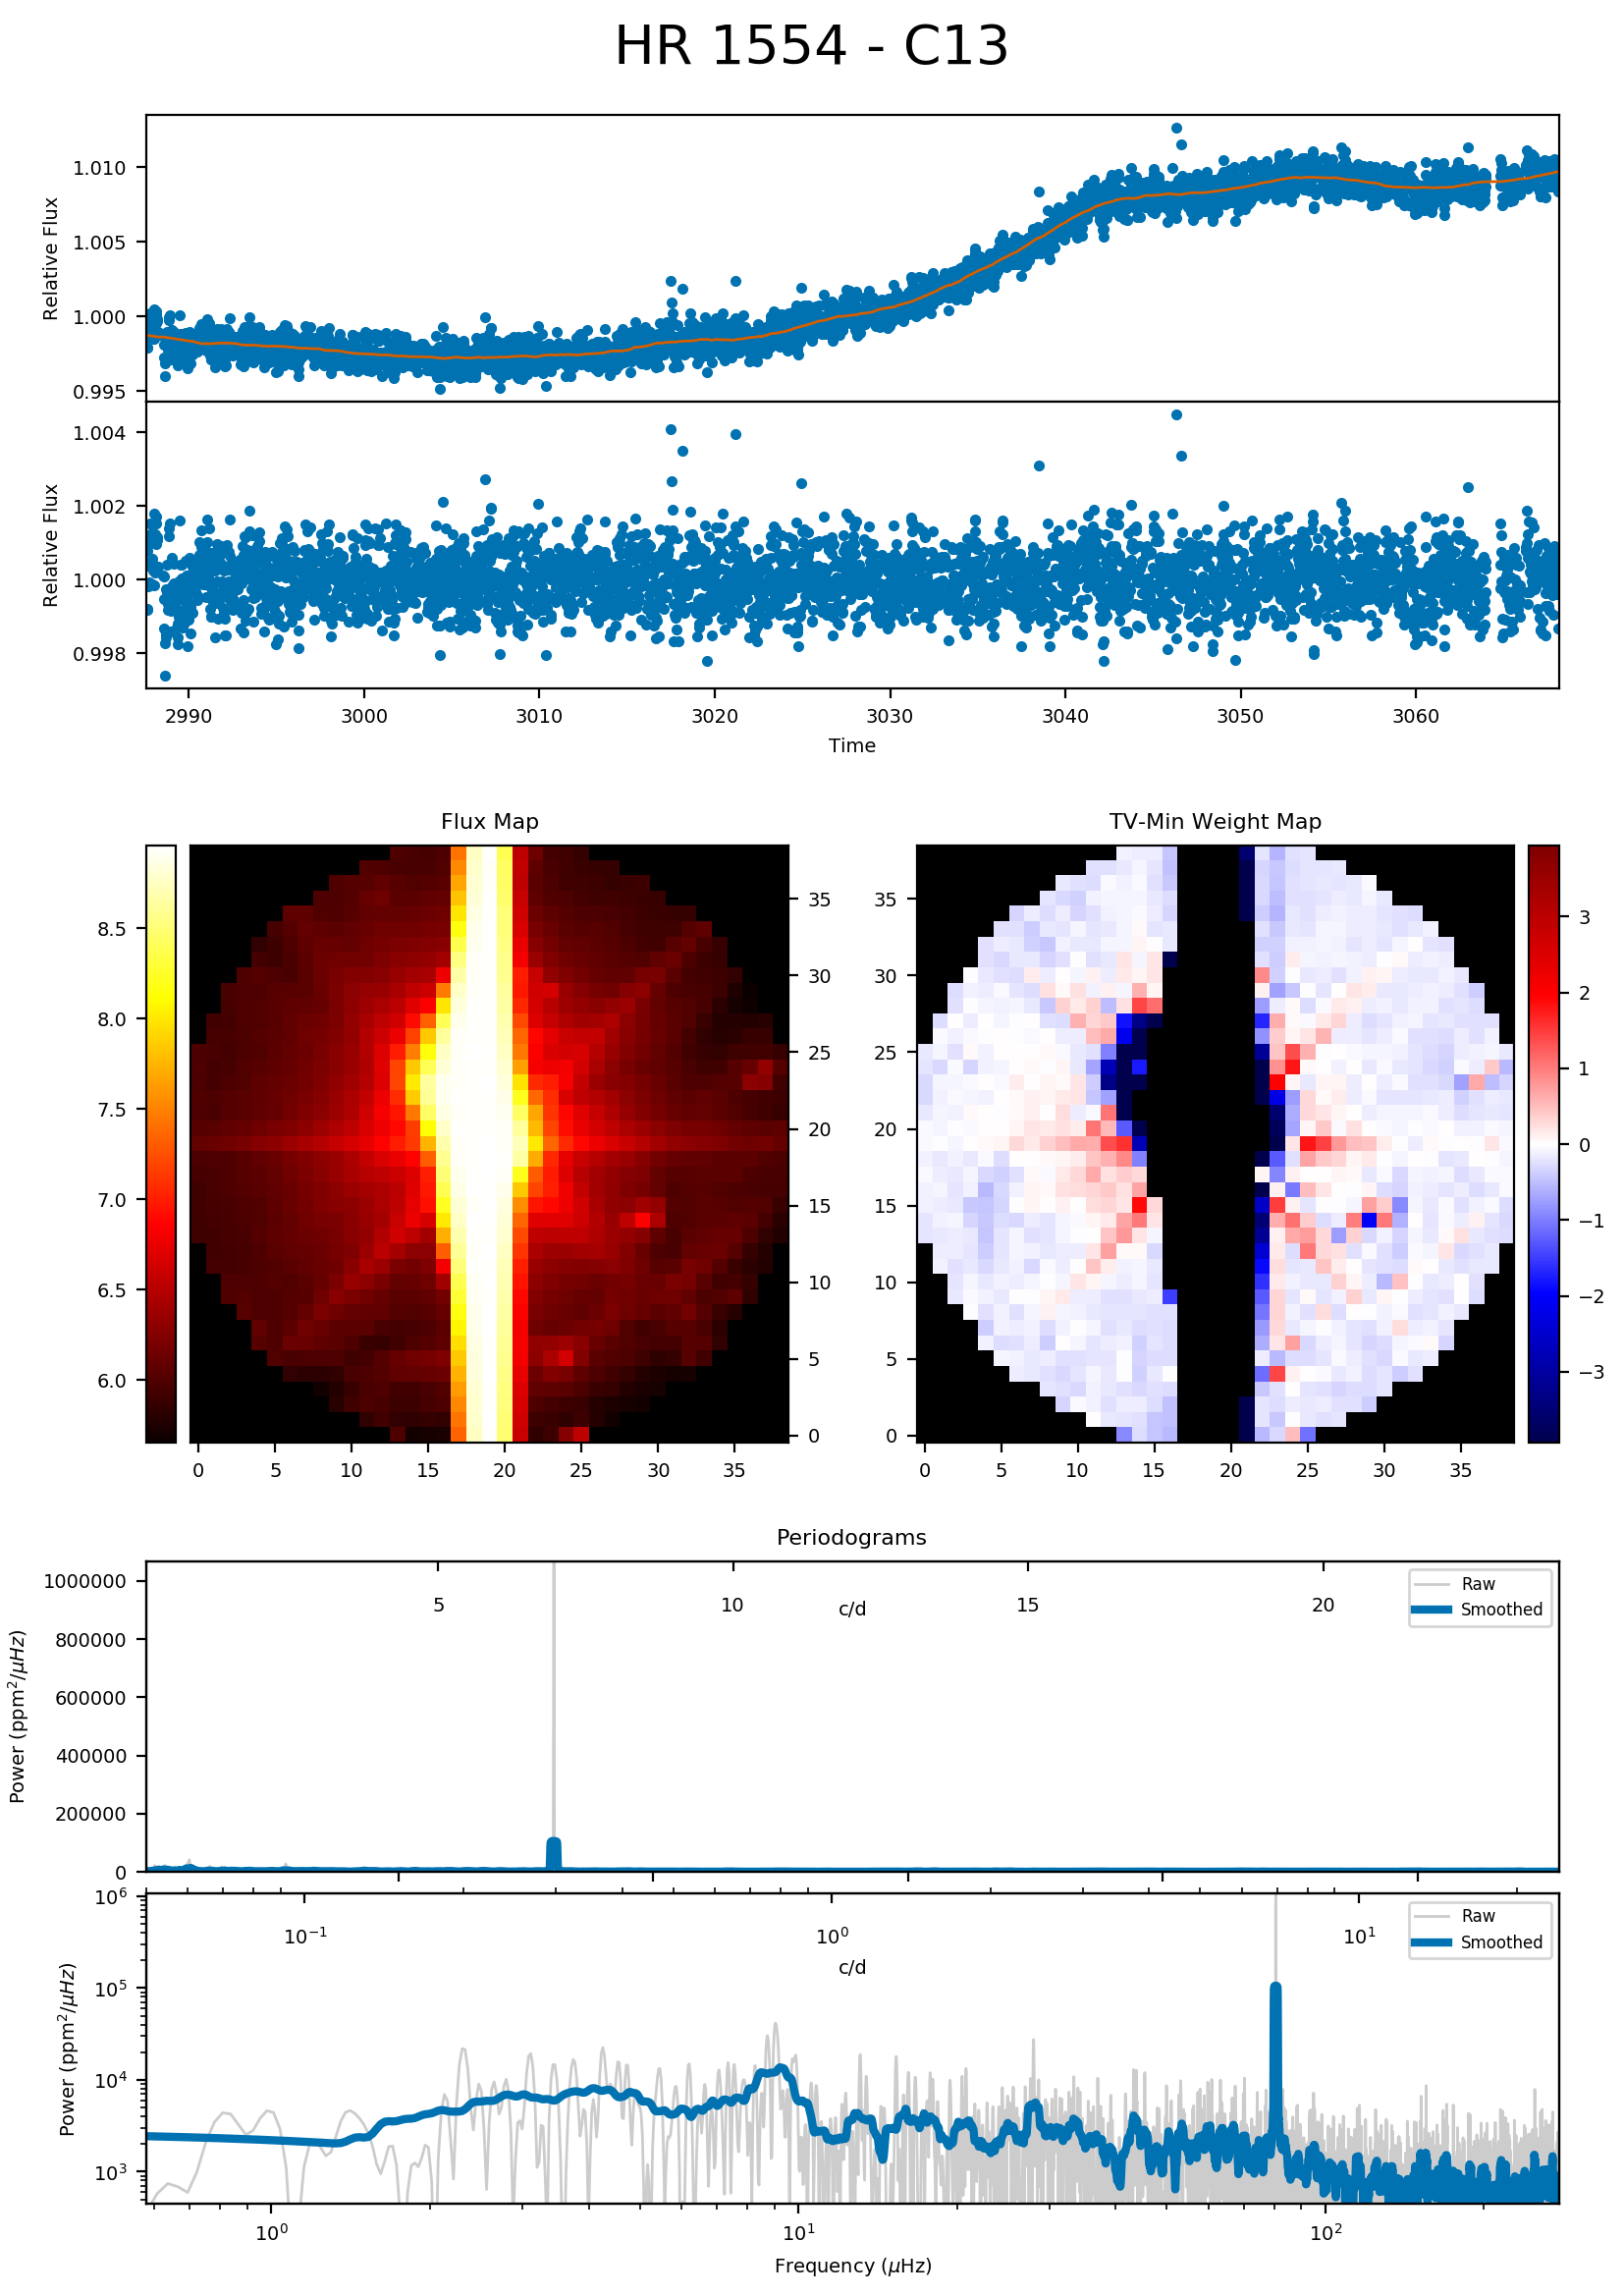 HR 1554 - C13
Relative Flux
1.010
1.005
1.000
0.995
Relative Flux
1.004
1.002
1.000
0.998
2990 3000 3010 3020 3030 3040 3050 3060
Time
Flux Map
TV-Min Weight Map
8.5
8.0
7.5
7.0
6.5
6.0
35
30
25
20
15
10
5
0
0 5 10 15 20 25 30 35
35
30
25
20
15
10
5
0
0 5 10 15 20 25 30 35
3
2
1
0
−1
−2
−3
Periodograms
Power (ppm²/μHz)
1000000
800000
600000
400000
200000
0
5 10 15 20
c/d
Raw
Smoothed
Power (ppm²/μHz)
10⁶
10⁵
10⁴
10³
10⁻¹ 10⁰ 10¹
c/d
Raw
Smoothed
10⁰ 10¹ 10²
Frequency (μHz)